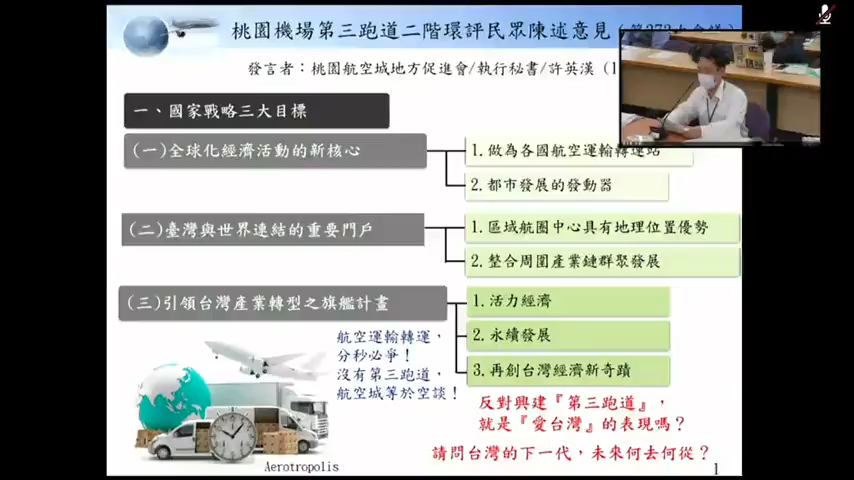 桃園機場第三跑道二階環評民眾陳述意見
發言者：桃園航空城地方促進會/執行秘書/許英漢
一、國家戰略三大目標
(一)全球化經濟活動的新核心
1.做為各國航空運輸轉運站
2.都市發展的發動器
(二)臺灣與世界連結的重要門戶
1.區域航圈中心具有地理位置優勢
2.整合周圍產業鏈群聚發展
(三)引領台灣產業轉型之旗艦計畫
1.活力經濟
2.永續發展
3.再創台灣經濟新奇蹟
航空運輸轉運，
分秒必爭！
沒有第三跑道，
航空城等於空談！
反對興建『第三跑道』，
就是『愛台灣』的表現嗎？
請問台灣的下一代，未來何去何從？
Aerotropolis
1